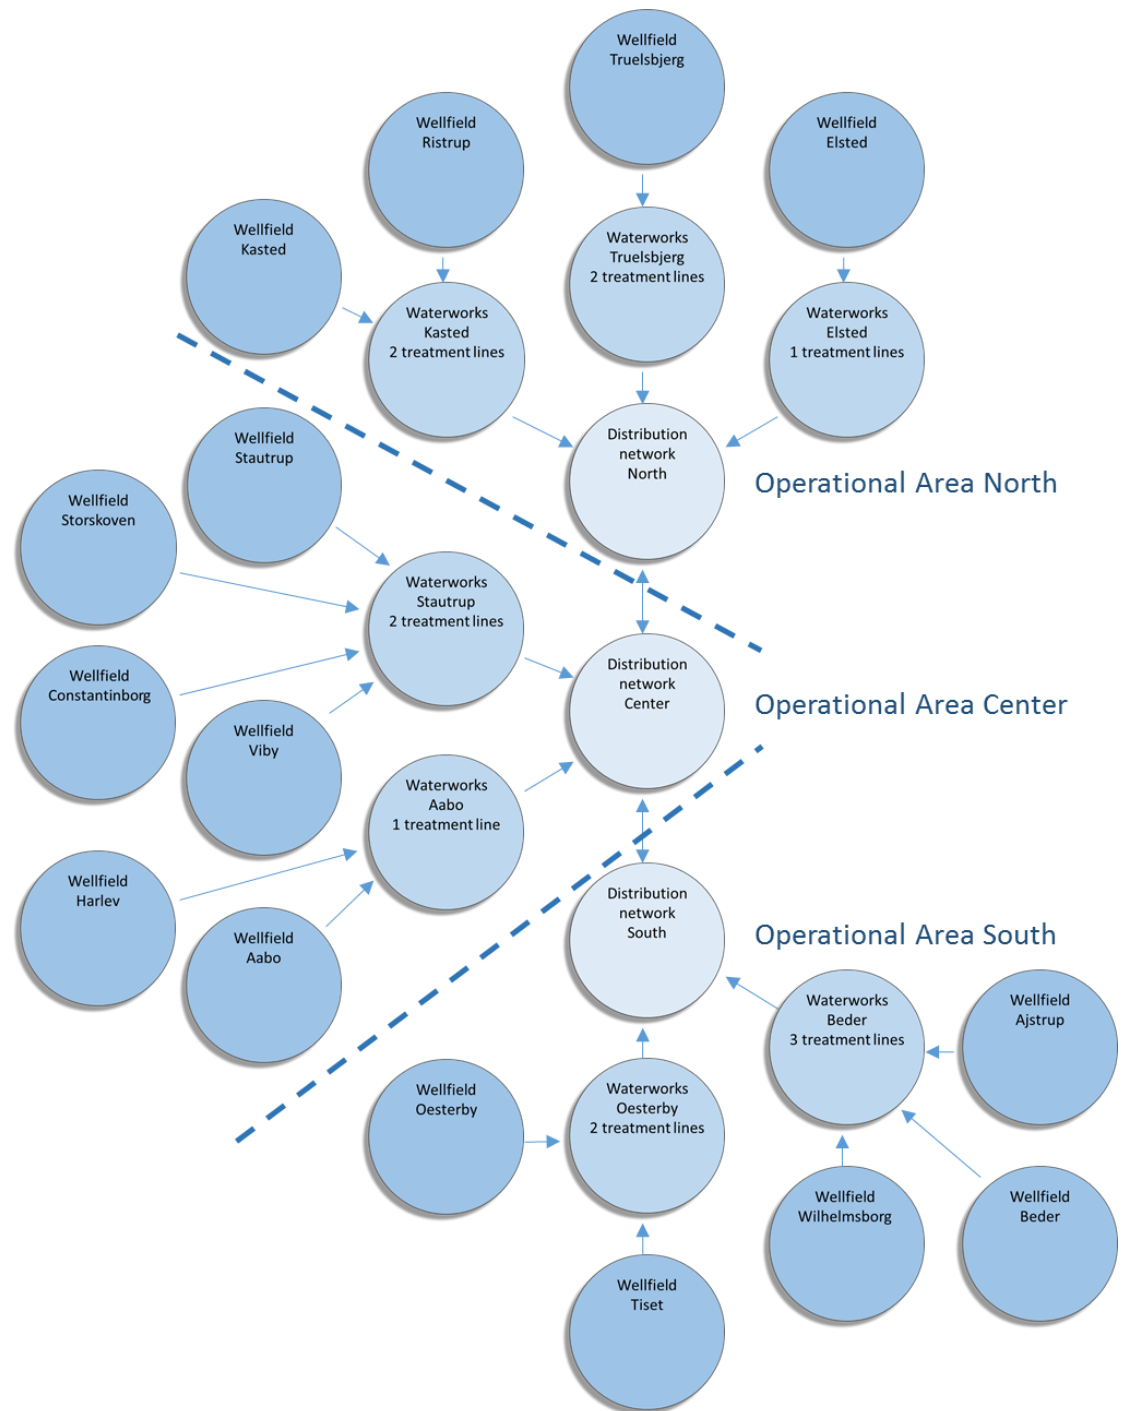 Wellfield
Truelsbjerg
Wellfield
Ristrup
Wellfield
Elsted
Wellfield
Kasted
Waterworks
Truelsbjerg
2 treatment lines
Waterworks
Kasted
2 treatment lines
Waterworks
Elsted
1 treatment lines
Wellfield
Stautrup
Distribution
network
North
Operational Area North
Wellfield
Storskoven
Waterworks
Stautrup
2 treatment lines
Wellfield
Constantinborg
Distribution
network
Center
Operational Area Center
Wellfield
Viby
Waterworks
Aabo
1 treatment line
Wellfield
Harlev
Wellfield
Aabo
Distribution
network
South
Operational Area South
Waterworks
Beder
3 treatment lines
Wellfield
Ajstrup
Wellfield
Oesterby
Waterworks
Oesterby
2 treatment lines
Wellfield
Wilhelmsborg
Wellfield
Beder
Wellfield
Tiset